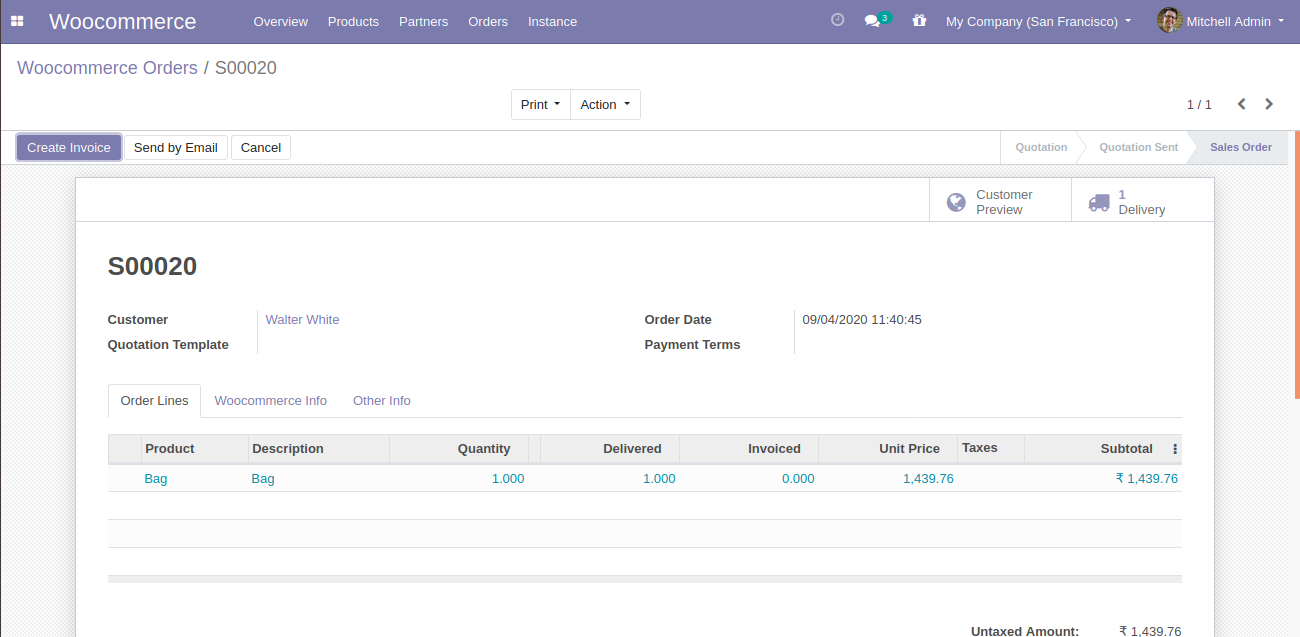 Woocommerce Overview Products Partners Orders Instance 3 My Company (San Francisco) Mitchell Admin
Woocommerce Orders / S00020
Print Action 1 / 1
Create Invoice Send by Email Cancel Quotation Quotation Sent Sales Order
Customer Preview 1 Delivery
S00020
Customer Walter White Order Date 09/04/2020 11:40:45
Quotation Template Payment Terms
Order Lines Woocommerce Info Other Info
Product Description Quantity Delivered Invoiced Unit Price Taxes Subtotal
Bag Bag 1.000 1.000 0.000 1,439.76 ₹ 1,439.76
Untaxed Amount: ₹ 1,439.76